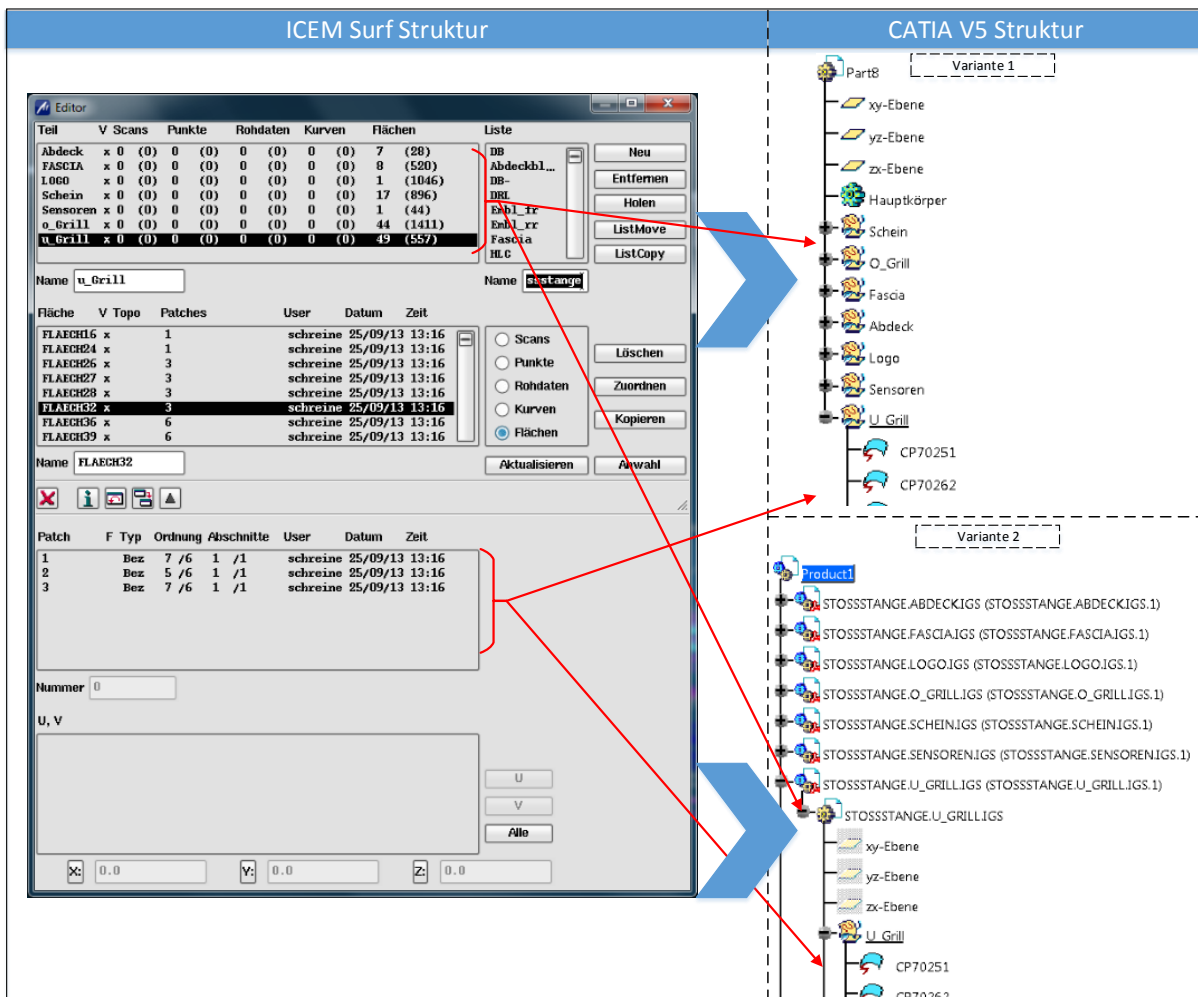 ICEM Surf Struktur
Editor
Teil V Scans Punkte Rohdaten Kurven Flächen
Abdeck x 0 (0) 0 (0) 0 (0) 0 (0) 7 (28)
FASCIA x 0 (0) 0 (0) 0 (0) 0 (0) 8 (520)
LOGO x 0 (0) 0 (0) 0 (0) 0 (0) 1 (1046)
Schein x 0 (0) 0 (0) 0 (0) 0 (0) 17 (896)
Sensoren x 0 (0) 0 (0) 0 (0) 0 (0) 1 (44)
o_Grill x 0 (0) 0 (0) 0 (0) 0 (0) 44 (1411)
u_Grill x 0 (0) 0 (0) 0 (0) 0 (0) 49 (557)
Name u_Grill
Liste
DB
Abdeckbl...
DB-
DRL
Embl_fr
Embl_rr
Fascia
HLC
Name
Neu
Entfernen
Holen
ListMove
ListCopy
Fläche V Topo Patches User Datum Zeit
FLAECH16 x 1 schreine 25/09/13 13:16
FLAECH24 x 1 schreine 25/09/13 13:16
FLAECH26 x 3 schreine 25/09/13 13:16
FLAECH27 x 3 schreine 25/09/13 13:16
FLAECH28 x 3 schreine 25/09/13 13:16
FLAECH32 x 3 schreine 25/09/13 13:16
FLAECH36 x 6 schreine 25/09/13 13:16
FLAECH39 x 6 schreine 25/09/13 13:16
Name FLAECH32
Scans
Punkte
Rohdaten
Kurven
Flächen
Löschen
Zuordnen
Kopieren
Aktualisieren Anwahl
Patch F Typ Ordnung Abschnitte User Datum Zeit
1 Bez 7 /6 1 /1 schreine 25/09/13 13:16
2 Bez 5 /6 1 /1 schreine 25/09/13 13:16
3 Bez 7 /6 1 /1 schreine 25/09/13 13:16
Nummer 0
U, V
U
V
Alle
X: 0.0 Y: 0.0 Z: 0.0
CATIA V5 Struktur
Variante 1
Part8
xy-Ebene
yz-Ebene
zx-Ebene
Hauptkörper
Schein
O_Grill
Fascia
Abdeck
Logo
Sensoren
U_Grill
CP70251
CP70262
Variante 2
Product1
STOSSSTANGE.ABDECK.IGS (STOSSSTANGE.ABDECK.IGS.1)
STOSSSTANGE.FASCIA.IGS (STOSSSTANGE.FASCIA.IGS.1)
STOSSSTANGE.LOGO.IGS (STOSSSTANGE.LOGO.IGS.1)
STOSSSTANGE.O_GRILL.IGS (STOSSSTANGE.O_GRILL.IGS.1)
STOSSSTANGE.SCHEIN.IGS (STOSSSTANGE.SCHEIN.IGS.1)
STOSSSTANGE.SENSOREN.IGS (STOSSSTANGE.SENSOREN.IGS.1)
STOSSSTANGE.U_GRILL.IGS (STOSSSTANGE.U_GRILL.IGS.1)
STOSSSTANGE.U_GRILL.IGS
xy-Ebene
yz-Ebene
zx-Ebene
U_Grill
CP70251
CP70262